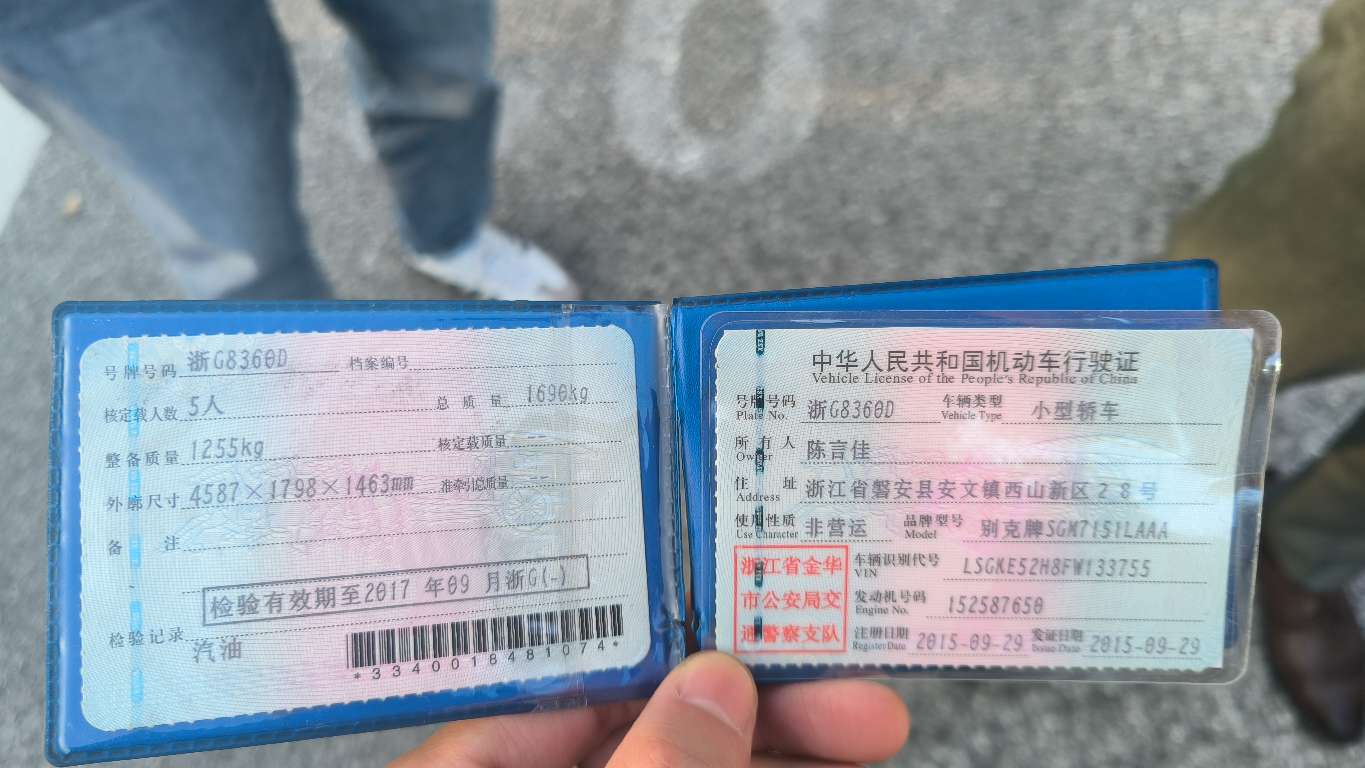 号牌号码 浙G8360D 档案编号
核定载人数 5人 总质量 1690kg
整备质量 1255kg 核定载质量 --
外廓尺寸 4587×1798×1463mm 准牵引总质量 --
备注
检验有效期至2017年09月浙G(-)
检验记录
汽油
*3340018481074*
中华人民共和国机动车行驶证
Vehicle License of the People's Republic of China
号牌号码 浙G8360D 车辆类型 小型轿车
Plate No. Vehicle Type
所有人 陈言佳
Owner
住址 浙江省磐安县安文镇西山新区28号
Address
使用性质 非营运 品牌型号 别克牌SGM7151LAAA
Use Character Model
浙江省金华
市公安局交
通警察支队
车辆识别代号 LSGKE52H8FW133755
VIN
发动机号码 152587650
Engine No.
注册日期 2015-09-29 发证日期 2015-09-29
Register Date Issue Date